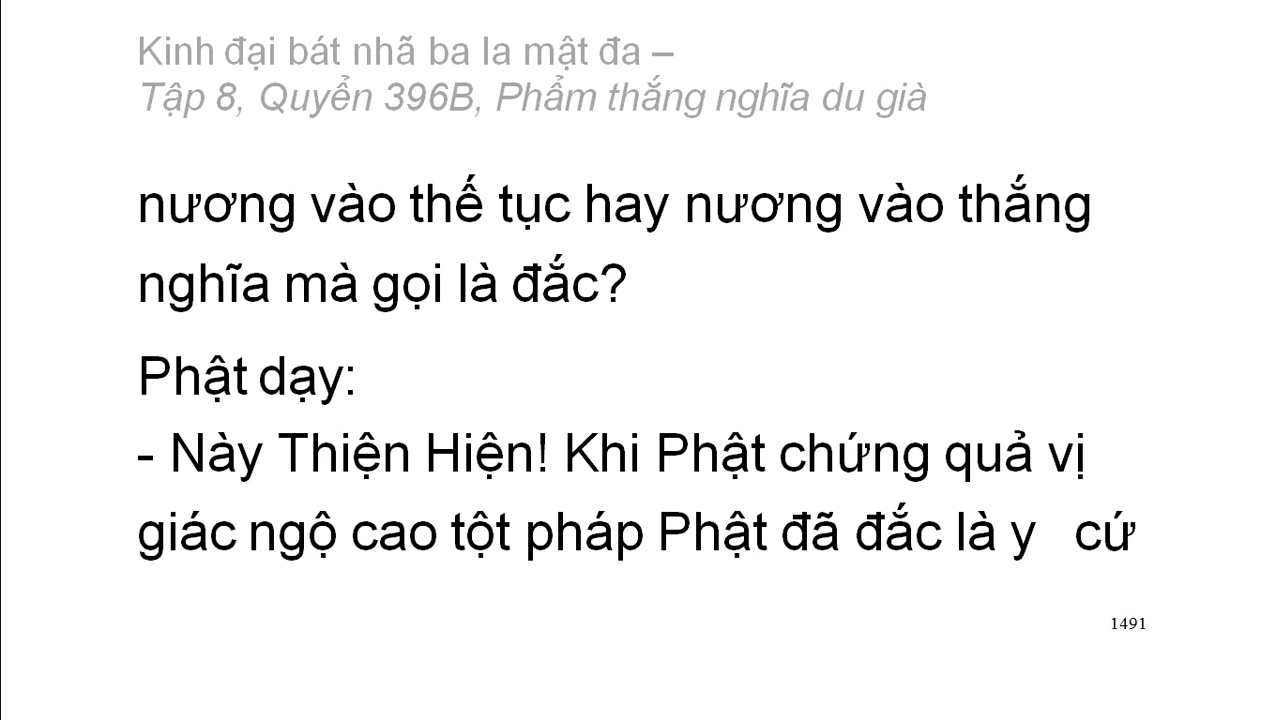 Kinh đại bát nhã ba la mật đa –
Tập 8, Quyển 396B, Phẩm thắng nghĩa du già
nương vào thế tục hay nương vào thắng
nghĩa mà gọi là đắc?
Phật dạy:
- Này Thiện Hiện! Khi Phật chứng quả vị
giác ngộ cao tột pháp Phật đã đắc là y cứ
1491